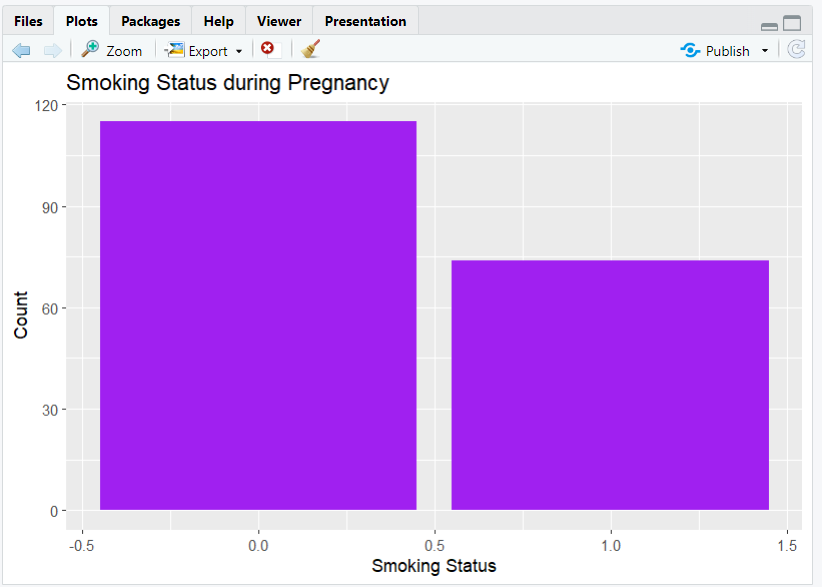 Files Plots Packages Help Viewer Presentation
Zoom Export Publish
Smoking Status during Pregnancy
120
90
60
30
0
Count
-0.5 0.0 0.5 1.0 1.5
Smoking Status